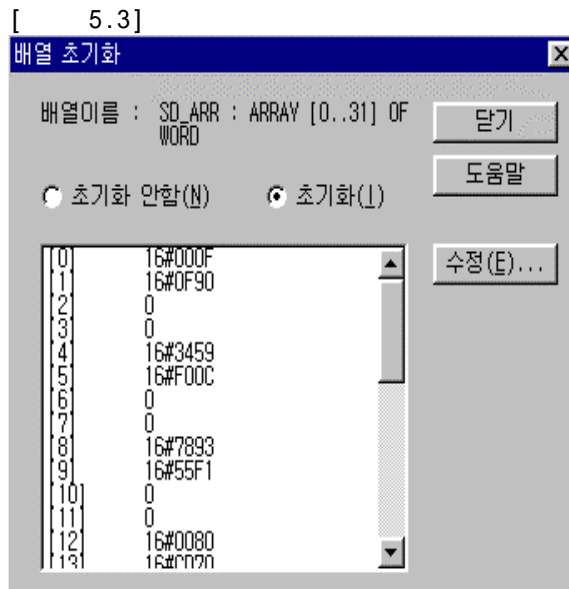 [ 5.3]
배열 초기화
배열이름 : SD_ARR : ARRAY [0..31] OF
WORD
닫기
도움말
초기화 안함(N) 초기화(I)
수정(E)...
[0] 16#000F
[1] 16#0F90
[2] 0
[3] 0
[4] 16#3459
[5] 16#F00C
[6] 0
[7] 0
[8] 16#7893
[9] 16#55F1
[10] 0
[11] 0
[12] 16#0080
[13] 16#CD70